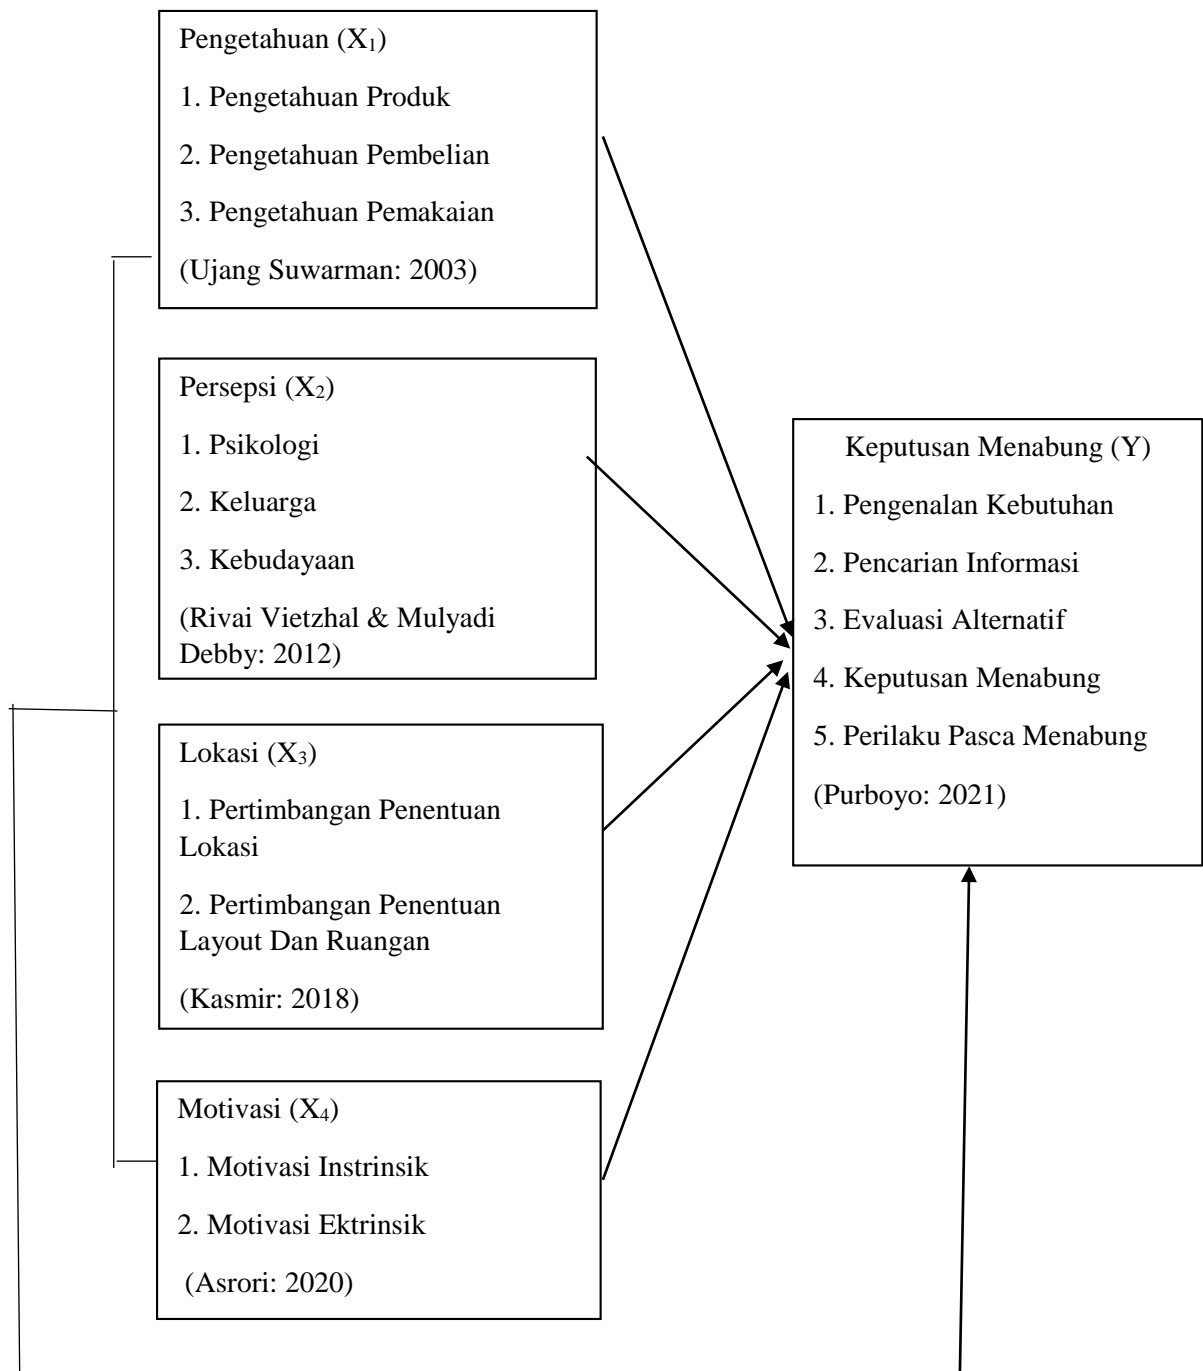 Pengetahuan (X₁)
1. Pengetahuan Produk
2. Pengetahuan Pembelian
3. Pengetahuan Pemakaian
(Ujang Suwarman: 2003)
Persepsi (X₂)
1. Psikologi
2. Keluarga
3. Kebudayaan
(Rivai Vietzhal & Mulyadi
Debby: 2012)
Lokasi (X₃)
1. Pertimbangan Penentuan
Lokasi
2. Pertimbangan Penentuan
Layout Dan Ruangan
(Kasmir: 2018)
Motivasi (X₄)
1. Motivasi Instrinsik
2. Motivasi Ektrinsik
(Asrori: 2020)
Keputusan Menabung (Y)
1. Pengenalan Kebutuhan
2. Pencarian Informasi
3. Evaluasi Alternatif
4. Keputusan Menabung
5. Perilaku Pasca Menabung
(Purboyo: 2021)